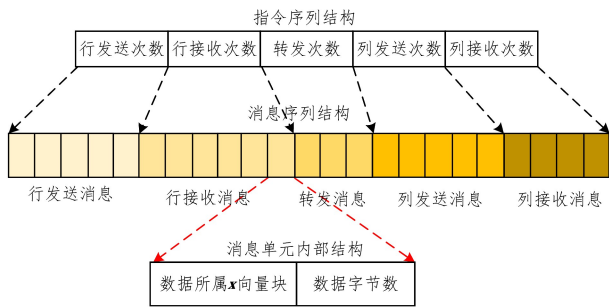 指令序列结构
行发送次数 行接收次数 转发次数 列发送次数 列接收次数
消息序列结构
行发送消息 行接收消息 转发消息 列发送消息 列接收消息
消息单元内部结构
数据所属x向量块 数据字节数